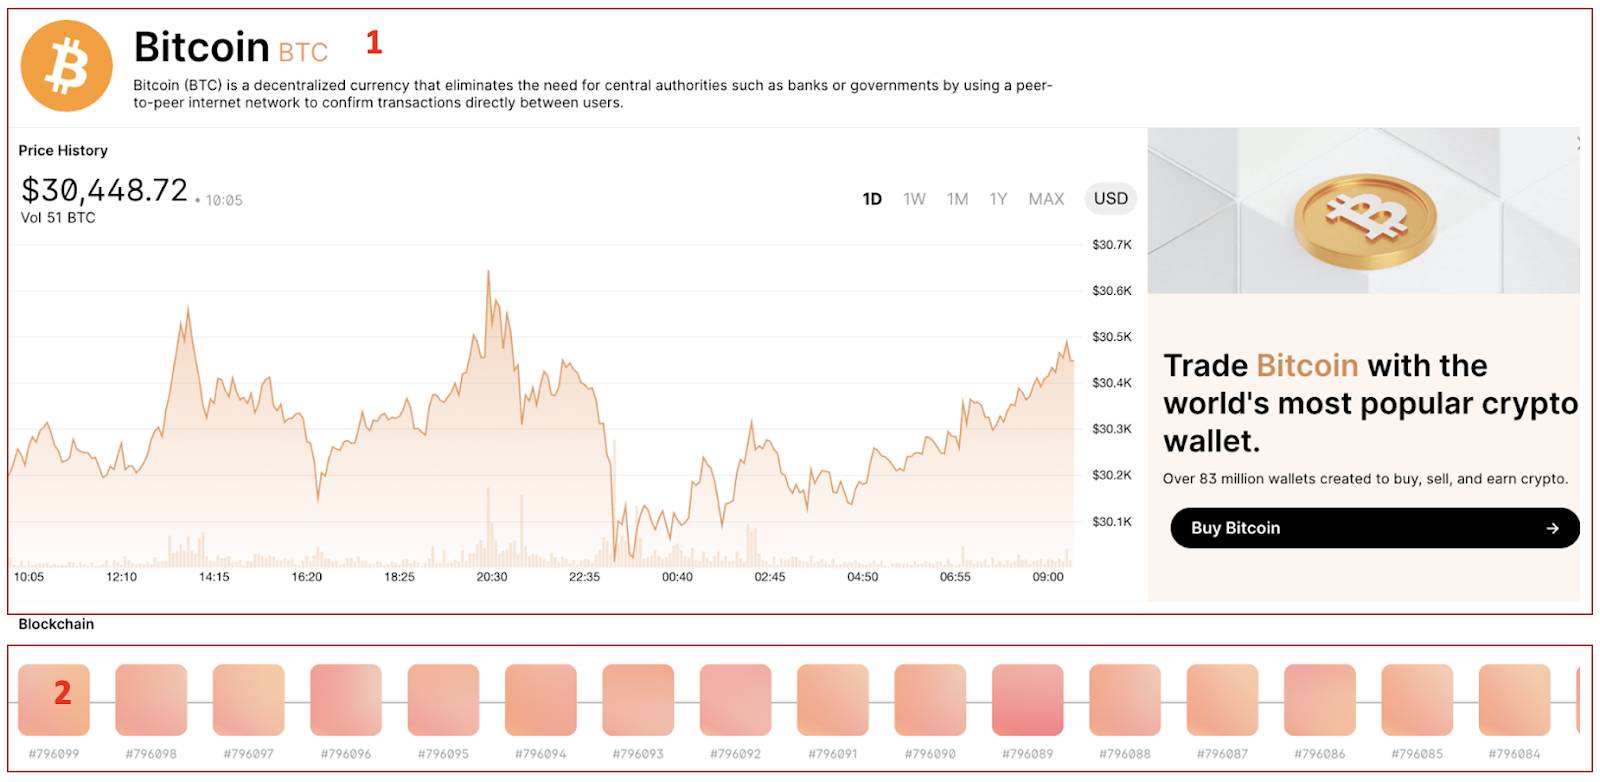 Bitcoin BTC 1
Bitcoin (BTC) is a decentralized currency that eliminates the need for central authorities such as banks or governments by using a peer-
to-peer internet network to confirm transactions directly between users.
Price History
$30,448.72 • 10:05
Vol 51 BTC
1D 1W 1M 1Y MAX USD
$30.7K
$30.6K
$30.5K
$30.4K
$30.3K
$30.2K
$30.1K
10:05 12:10 14:15 16:20 18:25 20:30 22:35 00:40 02:45 04:50 06:55 09:00
Trade Bitcoin with the
world's most popular crypto
wallet.
Over 83 million wallets created to buy, sell, and earn crypto.
Buy Bitcoin →
Blockchain
2
#796099 #796098 #796097 #796096 #796095 #796094 #796093 #796092 #796091 #796090 #796089 #796088 #796087 #796086 #796085 #796084